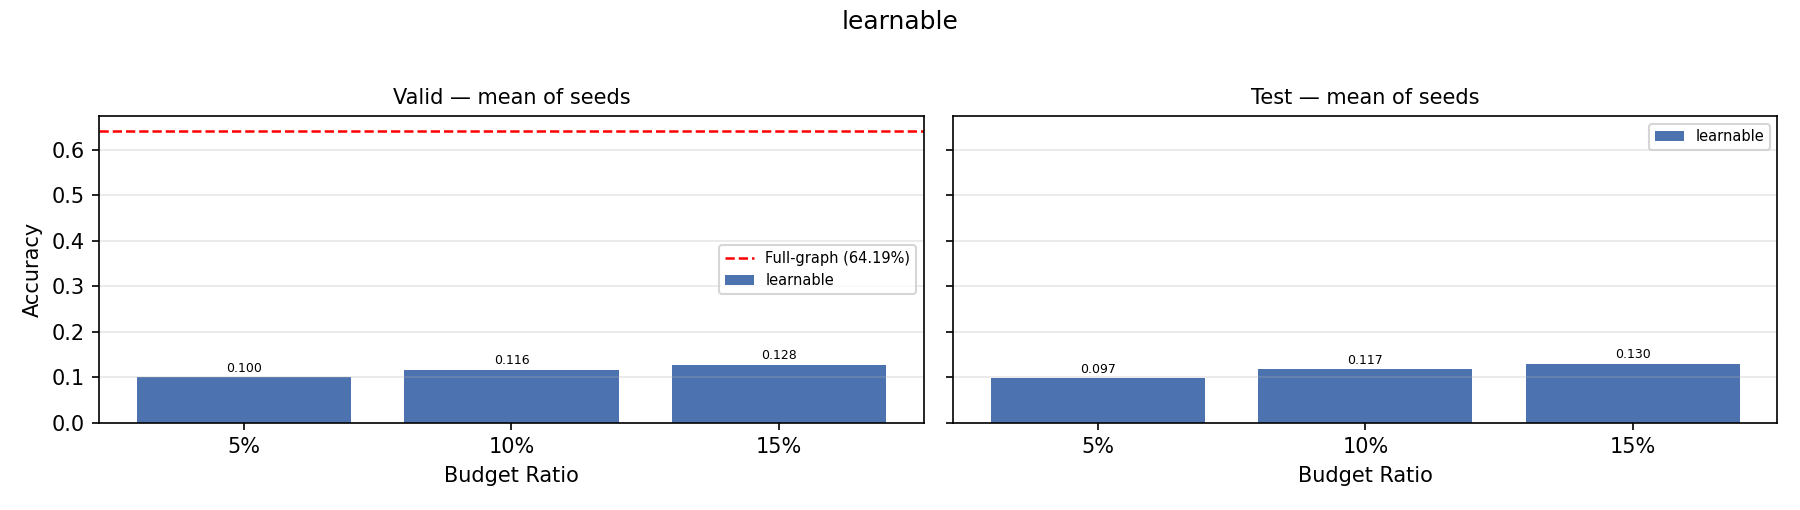 learnable
Valid — mean of seeds
Accuracy
0.6
0.5
0.4
0.3
0.2
0.1
0.0
Full-graph (64.19%)
learnable
0.100
0.116
0.128
5%
10%
15%
Budget Ratio
Test — mean of seeds
learnable
0.097
0.117
0.130
5%
10%
15%
Budget Ratio